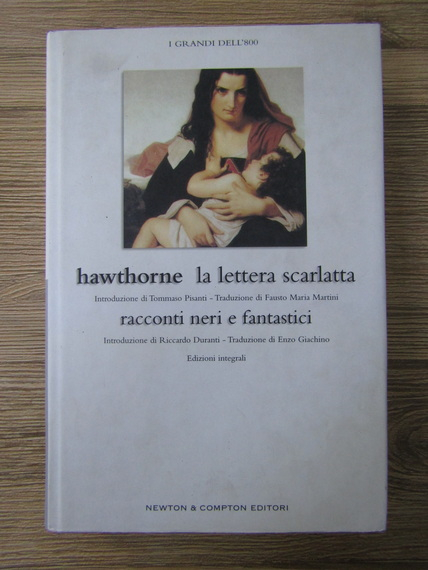 I GRANDI DELL'800
hawthorne la lettera scarlatta
Introduzione di Tommaso Pisanti - Traduzione di Fausto Maria Martini
racconti neri e fantastici
Introduzione di Riccardo Duranti - Traduzione di Enzo Giachino
Edizioni integrali
NEWTON & COMPTON EDITORI